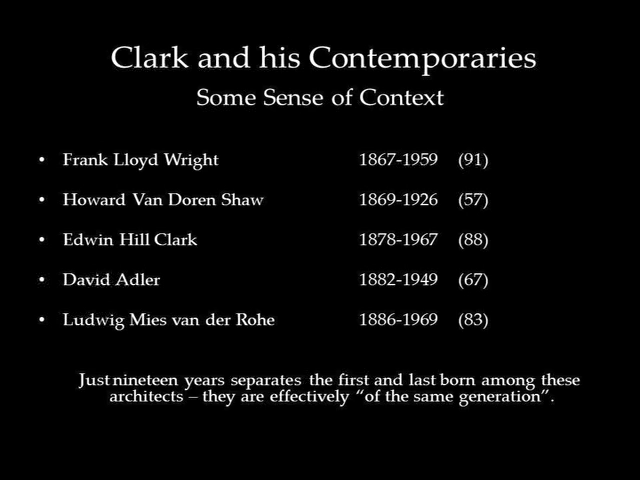 Clark and his Contemporaries
Some Sense of Context
• Frank Lloyd Wright 1867-1959 (91)
• Howard Van Doren Shaw 1869-1926 (57)
• Edwin Hill Clark 1878-1967 (88)
• David Adler 1882-1949 (67)
• Ludwig Mies van der Rohe 1886-1969 (83)
Just nineteen years separates the first and last born among these
architects – they are effectively “of the same generation”.